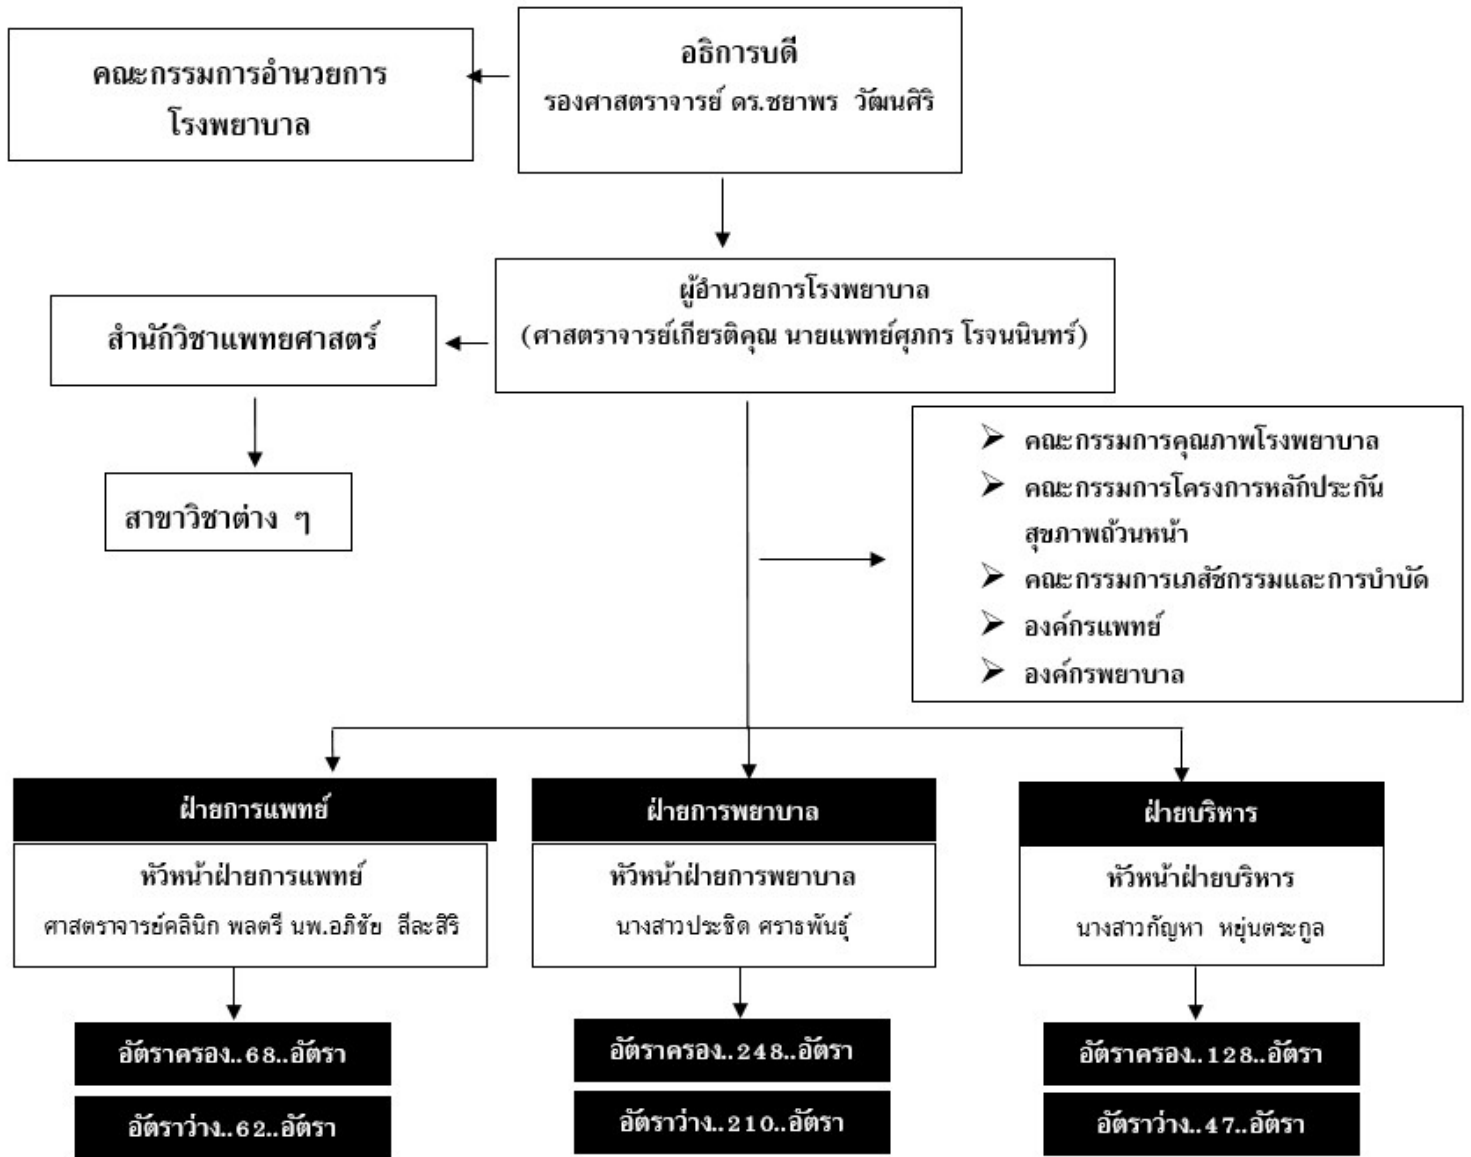 อธิการบดี
รองศาสตราจารย์ ดร.ชยาพร วัฒนศิริ
คณะกรรมการอำนวยการ
โรงพยาบาล
ผู้อำนวยการโรงพยาบาล
(ศาสตราจารย์เกียรติคุณ นายแพทย์ศุภกร โรจนนินทร์)
สำนักวิชาแพทยศาสตร์
สาขาวิชาต่าง ๆ
➢ คณะกรรมการคุณภาพโรงพยาบาล
➢ คณะกรรมการโครงการหลักประกัน
สุขภาพถ้วนหน้า
➢ คณะกรรมการเภสัชกรรมและการบำบัด
➢ องค์กรแพทย์
➢ องค์กรพยาบาล
ฝ่ายการแพทย์
หัวหน้าฝ่ายการแพทย์
ศาสตราจารย์คลินิก พลตรี นพ.อภิชัย ลีละสิริ
อัตราครอง..68..อัตรา
อัตราว่าง..62..อัตรา
ฝ่ายการพยาบาล
หัวหน้าฝ่ายการพยาบาล
นางสาวประชิด ศราธพันธุ์
อัตราครอง..248..อัตรา
อัตราว่าง..210..อัตรา
ฝ่ายบริหาร
หัวหน้าฝ่ายบริหาร
นางสาวกัญหา หยุ่นตระกูล
อัตราครอง..128..อัตรา
อัตราว่าง..47..อัตรา